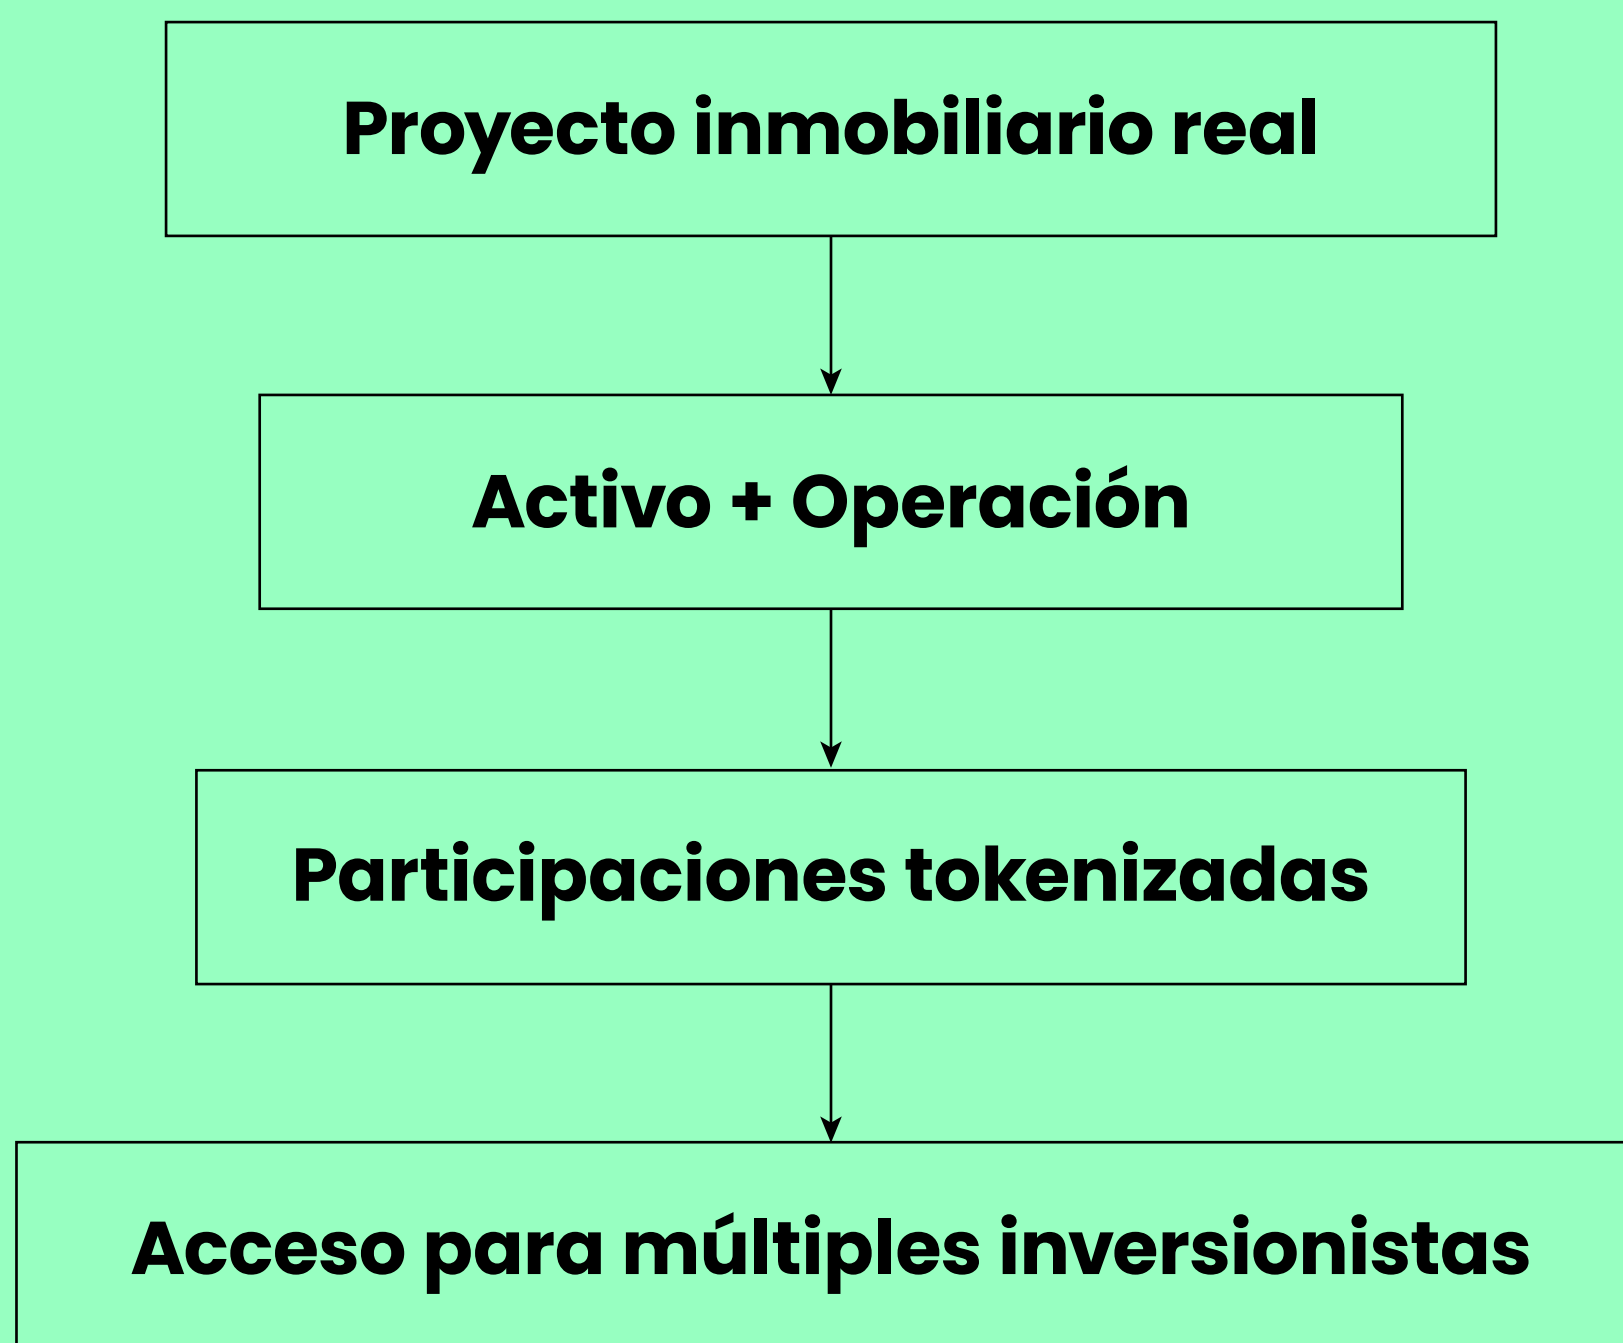 Proyecto inmobiliario real
Activo + Operación
Participaciones tokenizadas
Acceso para múltiples inversionistas